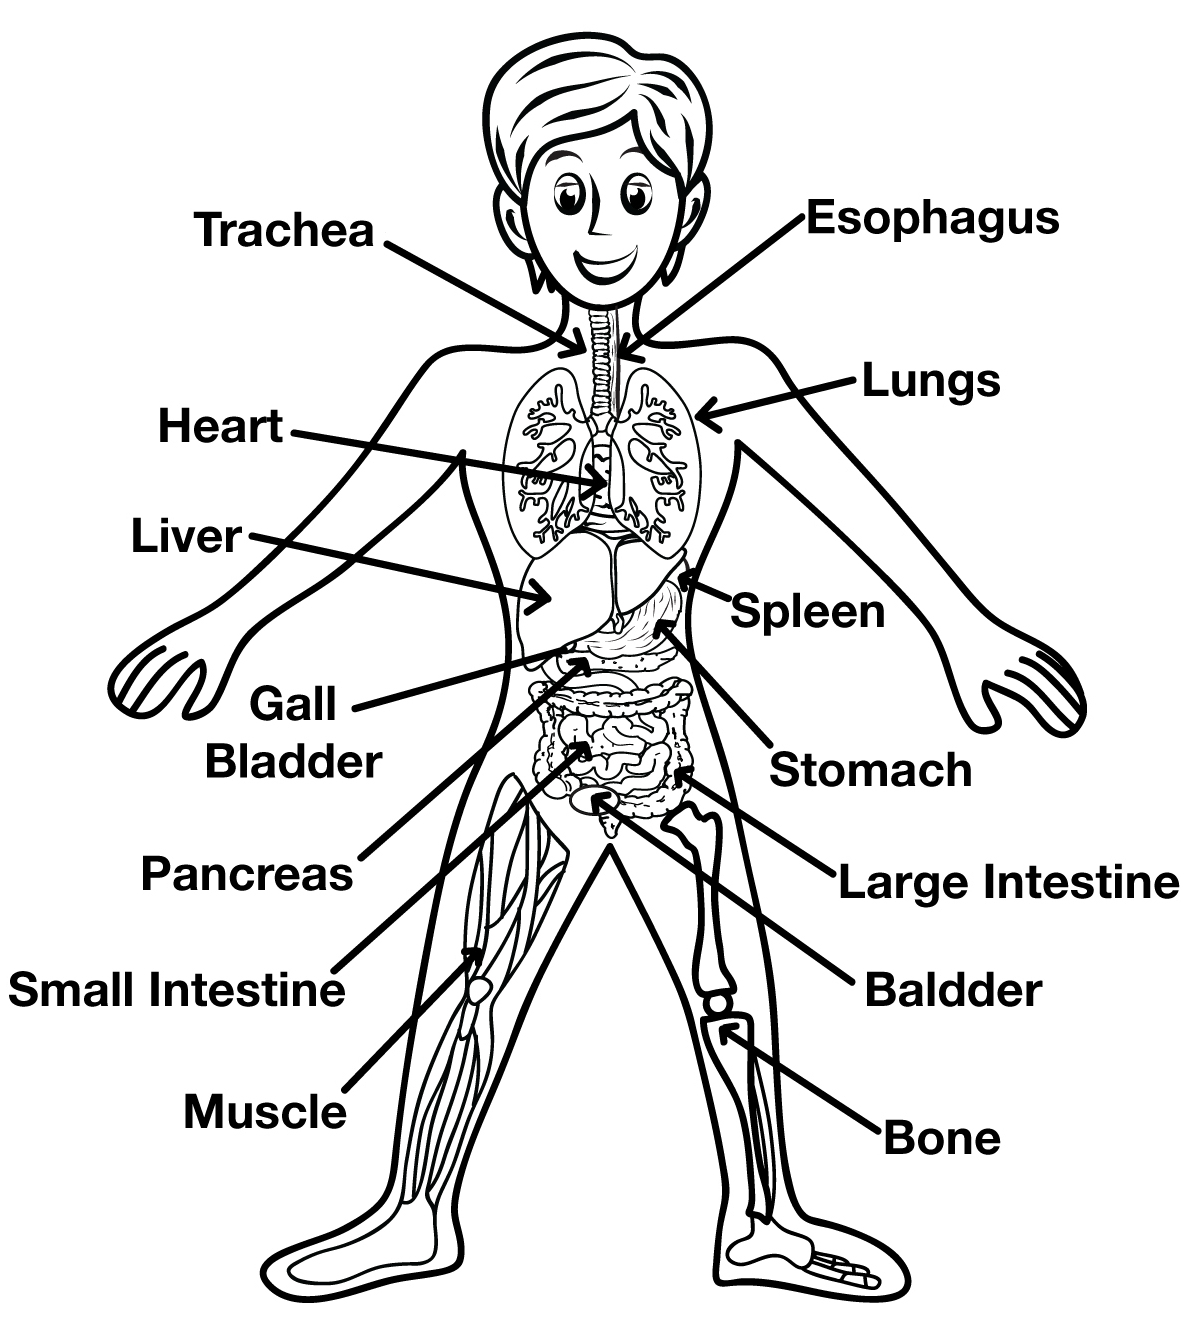 Trachea
Esophagus
Lungs
Heart
Liver
Spleen
Gall
Bladder
Stomach
Pancreas
Large Intestine
Small Intestine
Baldder
Muscle
Bone